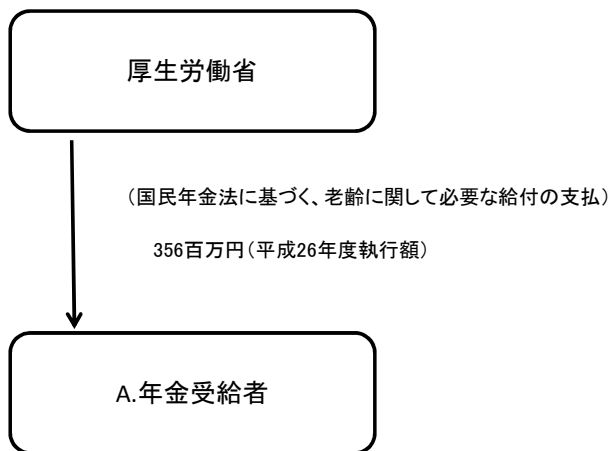 厚生労働省
（国民年金法に基づく、老齢に関して必要な給付の支払）
356百万円（平成26年度執行額）
A.年金受給者